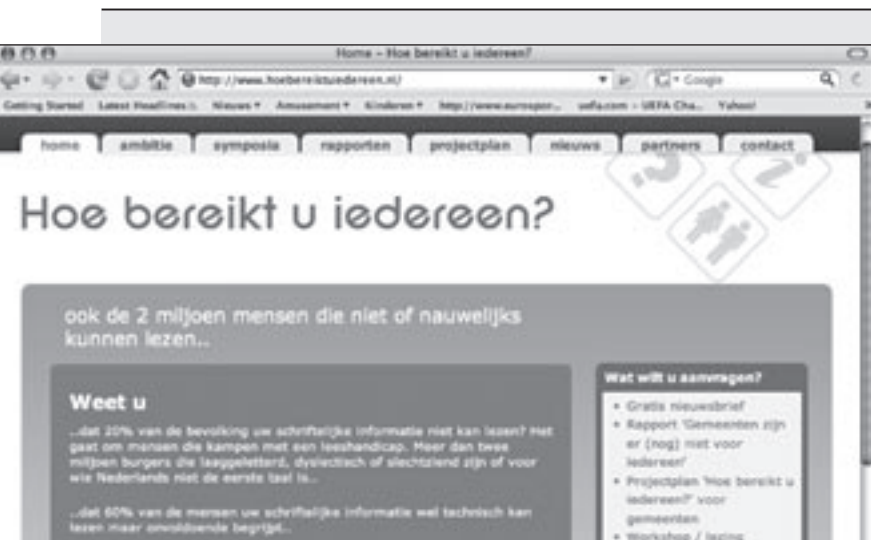 Home – Hoe bereikt u iedereen?
http://www.hoebereiktuiedereen.nl/
Google
Getting Started Latest Headlines Nieuws Amusement Kinderen http://www.eurospor... uefa.com - UEFA Cha... Yahoo!
home ambitie symposia rapporten projectplan nieuws partners contact
Hoe bereikt u iedereen?
ook de 2 miljoen mensen die niet of nauwelijks
kunnen lezen..
Weet u
..dat 20% van de bevolking uw schriftelijke informatie niet kan lezen? Het
gaat om mensen die kampen met een leeshandicap. Meer dan twee
miljoen burgers die laaggeletterd, dyslectisch of slechtziend zijn of voor
wie Nederlands niet de eerste taal is..
..dat 60% van de mensen uw schriftelijke informatie wel technisch kan
lezen maar onvoldoende begrijpt..
Wat wilt u aanvragen?
• Gratis nieuwsbrief
• Rapport 'Gemeenten zijn
er (nog) niet voor
iedereen'
• Projectplan 'Hoe bereikt u
iedereen?' voor
gemeenten
• Workshop / lezing